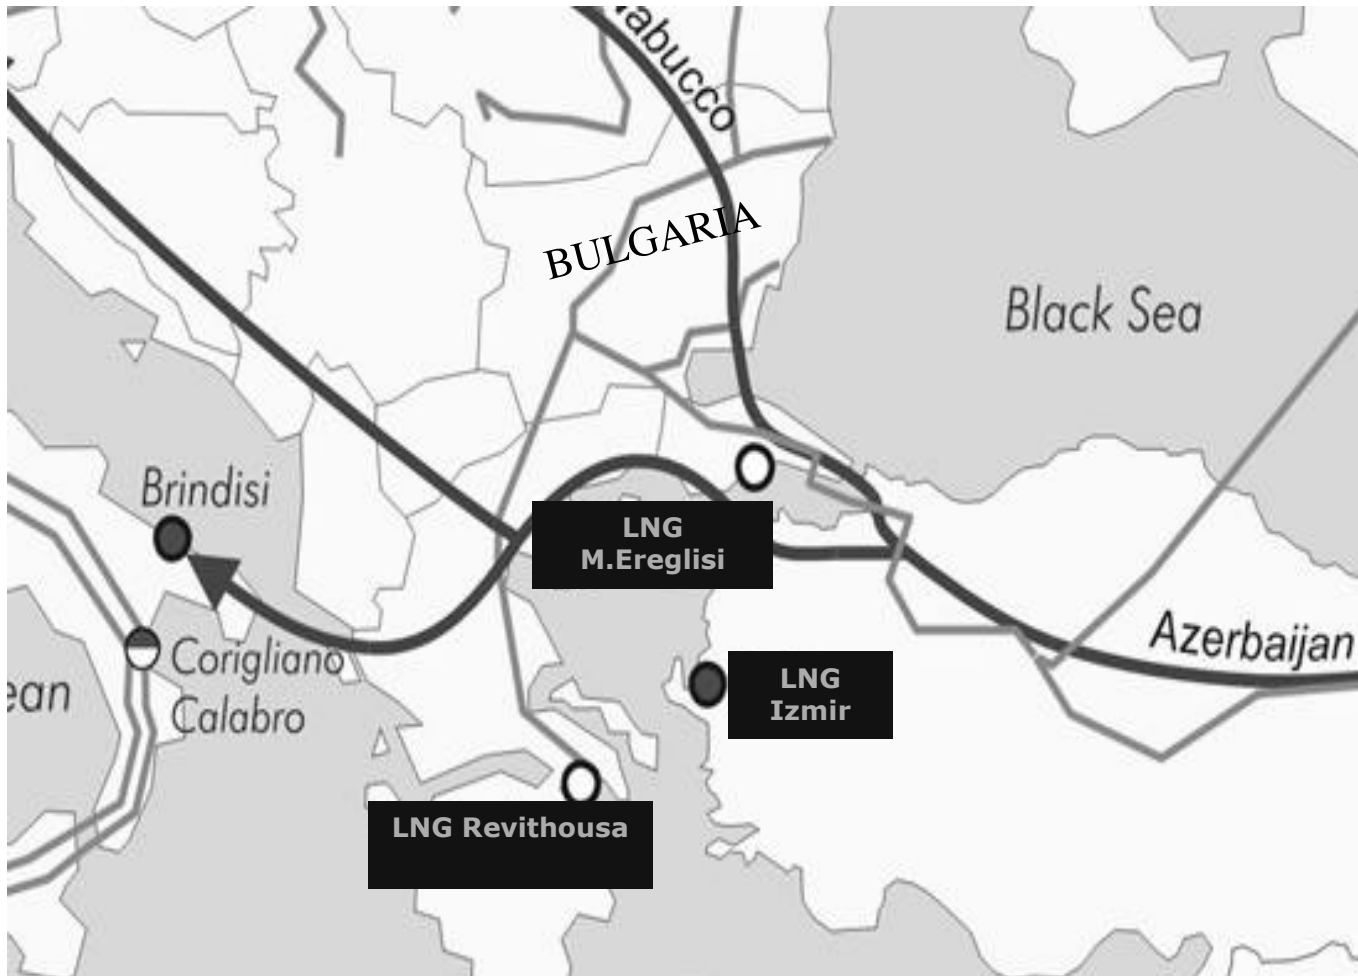 abucco
BULGARIA
Black Sea
Brindisi
LNG
M.Ereglisi
Azerbaijan
Corigliano
Calabro
ean
LNG
Izmir
LNG Revithousa